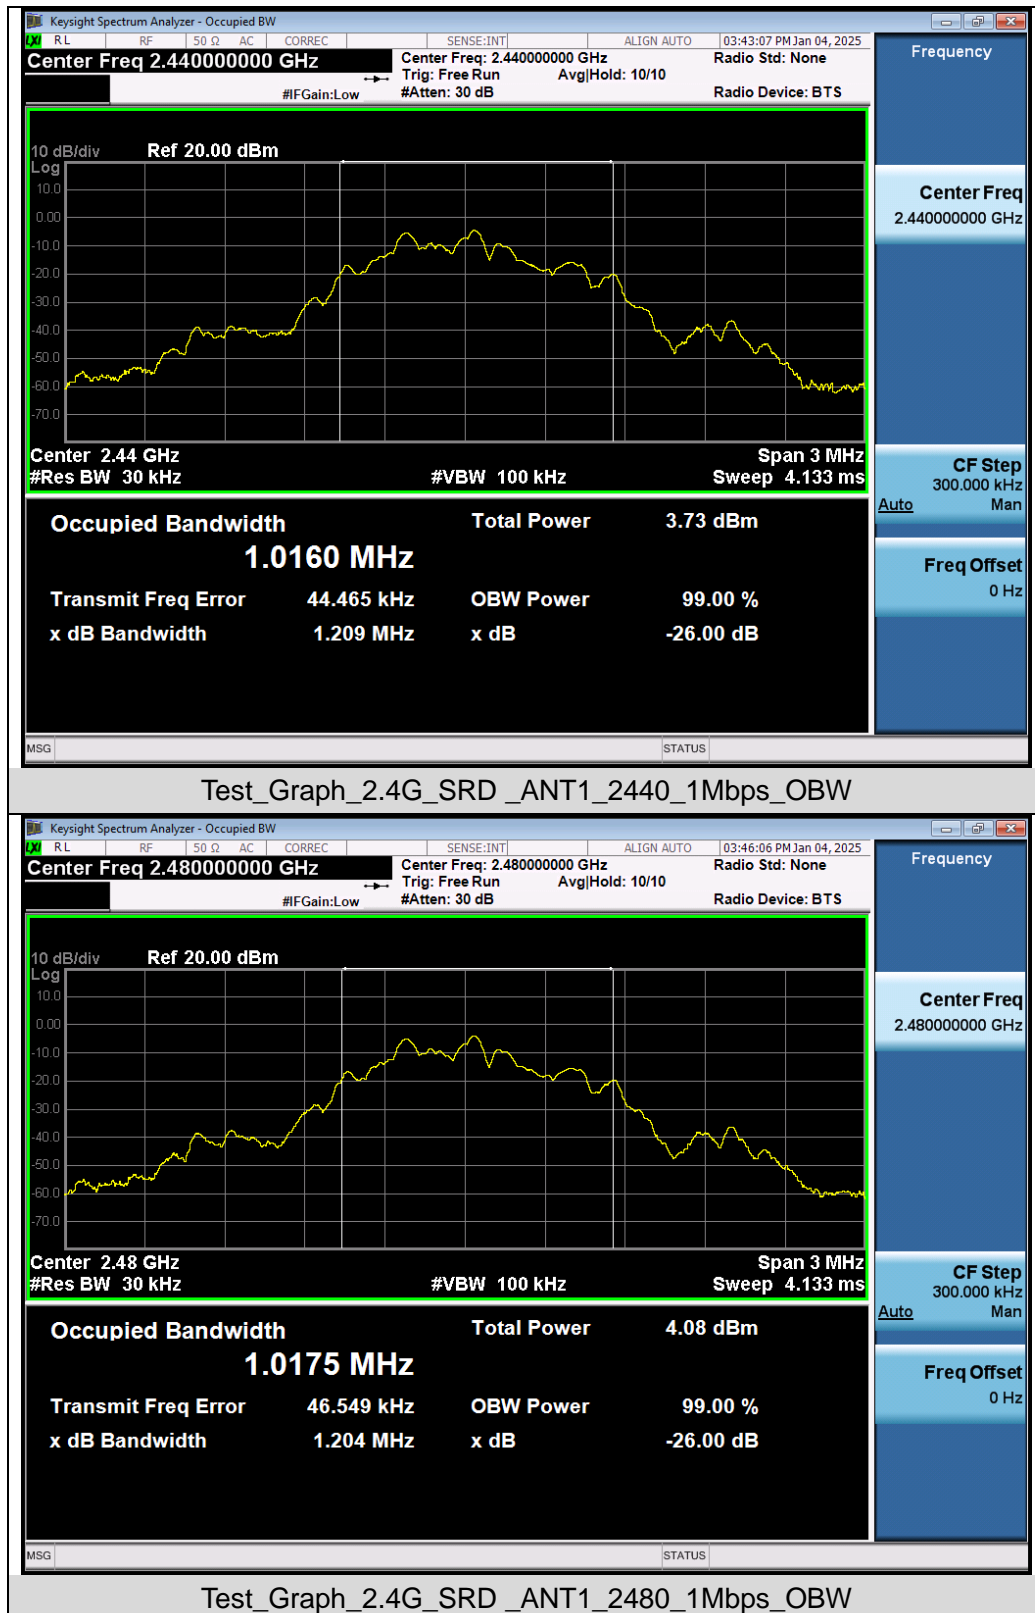 Keysight Spectrum Analyzer - Occupied BW
LXI RL RF 50 Ω AC CORREC SENSE:INT ALIGN AUTO 03:43:07 PM Jan 04, 2025
Center Freq 2.440000000 GHz
Center Freq: 2.440000000 GHz
Radio Std: None
Trig: Free Run Avg|Hold: 10/10
#IFGain:Low
#Atten: 30 dB
Radio Device: BTS
Frequency
10 dB/div Ref 20.00 dBm
Log
10.0
0.00
-10.0
-20.0
-30.0
-40.0
-50.0
-60.0
-70.0
Center Freq
2.440000000 GHz
Center 2.44 GHz Span 3 MHz
#Res BW 30 kHz #VBW 100 kHz Sweep 4.133 ms
CF Step
300.000 kHz
Auto Man
Occupied Bandwidth Total Power 3.73 dBm
1.0160 MHz
Transmit Freq Error 44.465 kHz OBW Power 99.00 %
x dB Bandwidth 1.209 MHz x dB -26.00 dB
Freq Offset
0 Hz
MSG STATUS
Test_Graph_2.4G_SRD _ANT1_2440_1Mbps_OBW
Keysight Spectrum Analyzer - Occupied BW
LXI RL RF 50 Ω AC CORREC SENSE:INT ALIGN AUTO 03:46:06 PM Jan 04, 2025
Center Freq 2.480000000 GHz
Center Freq: 2.480000000 GHz
Radio Std: None
Trig: Free Run Avg|Hold: 10/10
#IFGain:Low
#Atten: 30 dB
Radio Device: BTS
Frequency
10 dB/div Ref 20.00 dBm
Log
10.0
0.00
-10.0
-20.0
-30.0
-40.0
-50.0
-60.0
-70.0
Center Freq
2.480000000 GHz
Center 2.48 GHz Span 3 MHz
#Res BW 30 kHz #VBW 100 kHz Sweep 4.133 ms
CF Step
300.000 kHz
Auto Man
Occupied Bandwidth Total Power 4.08 dBm
1.0175 MHz
Transmit Freq Error 46.549 kHz OBW Power 99.00 %
x dB Bandwidth 1.204 MHz x dB -26.00 dB
Freq Offset
0 Hz
MSG STATUS
Test_Graph_2.4G_SRD _ANT1_2480_1Mbps_OBW